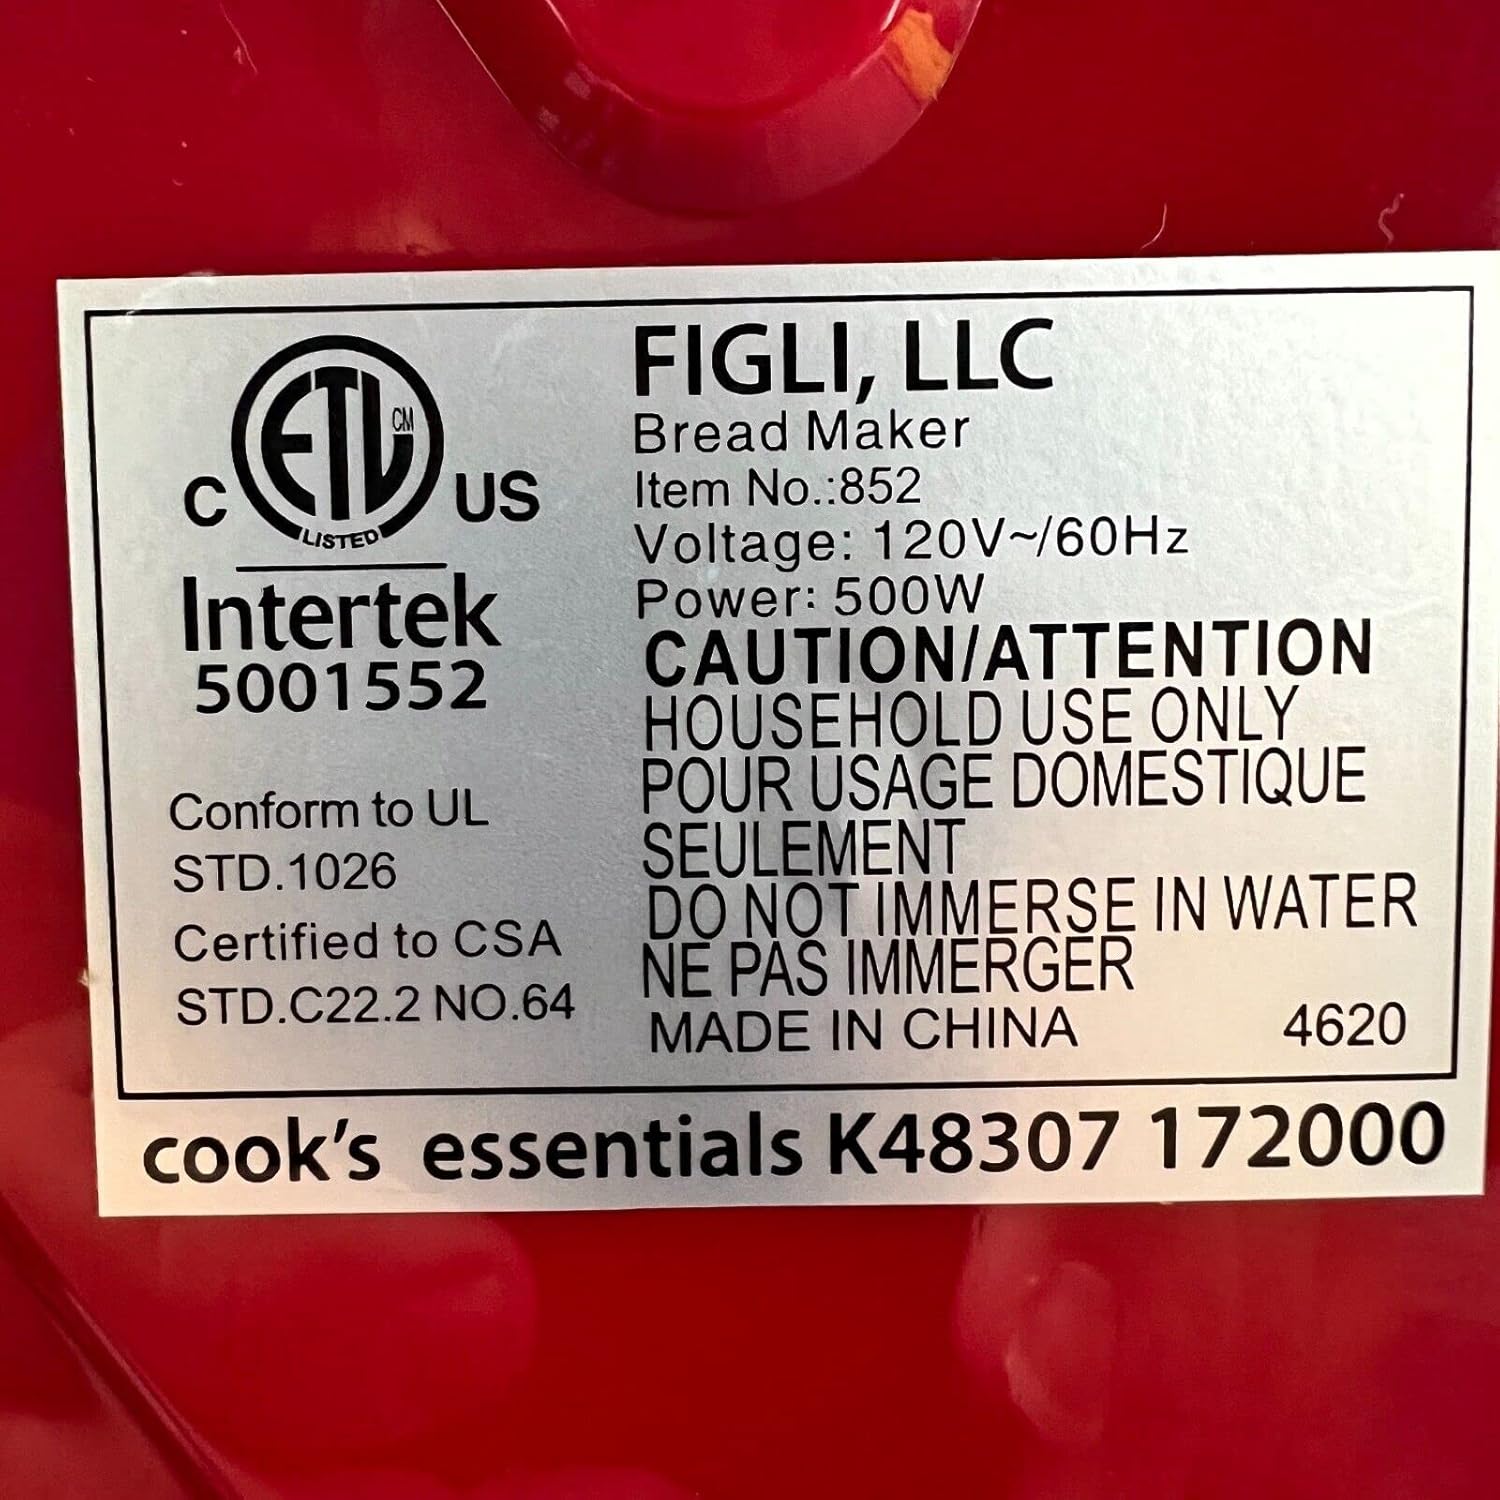 C ETL CM US
LISTED
Intertek
5001552
Conform to UL
STD.1026
Certified to CSA
STD.C22.2 NO.64
FIGLI, LLC
Bread Maker
Item No.:852
Voltage: 120V~/60Hz
Power: 500W
CAUTION/ATTENTION
HOUSEHOLD USE ONLY
POUR USAGE DOMESTIQUE
SEULEMENT
DO NOT IMMERSE IN WATER
NE PAS IMMERGER
MADE IN CHINA 4620
cook's essentials K48307 172000